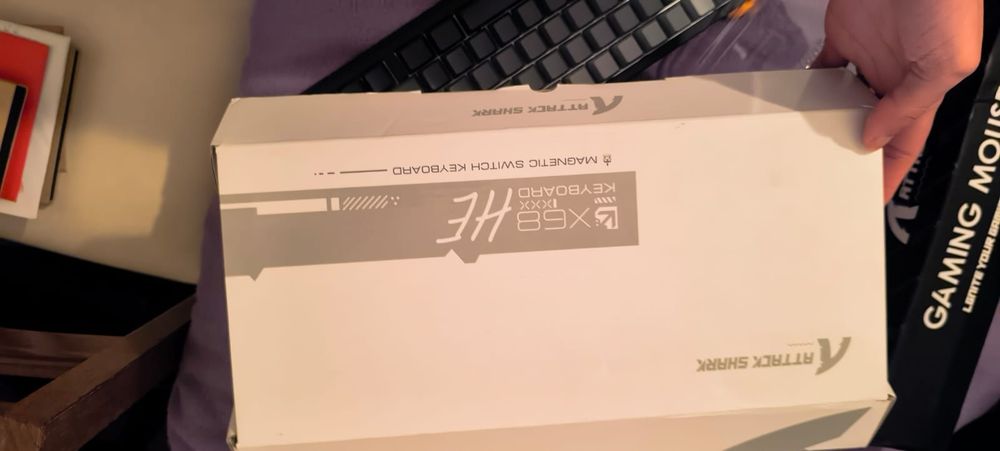 ATTACK SHARK
X68 HE
XXX
KEYBOARD
MAGNETIC SWITCH KEYBOARD
ATTACK SHARK
GAMING MOUSE